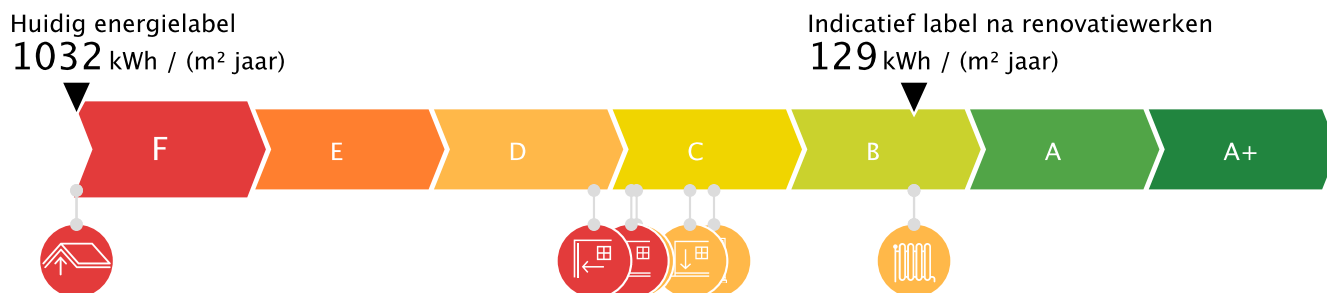 Huidig energielabel
1032 kWh / (m² jaar)
Indicatief label na renovatiewerken
129 kWh / (m² jaar)
F E D C B A A+